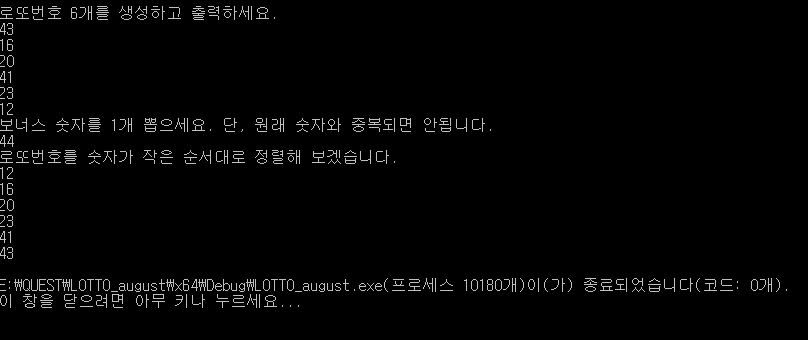 로또번호 6개를 생성하고 출력하세요.
43
16
20
41
23
12
보너스 숫자를 1개 뽑으세요. 단, 원래 숫자와 중복되면 안됩니다.
44
로또번호를 숫자가 작은 순서대로 정렬해 보겠습니다.
12
16
20
23
41
43
E:₩QUEST₩LOTTO_august₩x64₩Debug₩LOTTO_august.exe(프로세스 10180개)이(가) 종료되었습니다(코드: 0개).
이 창을 닫으려면 아무 키나 누르세요...